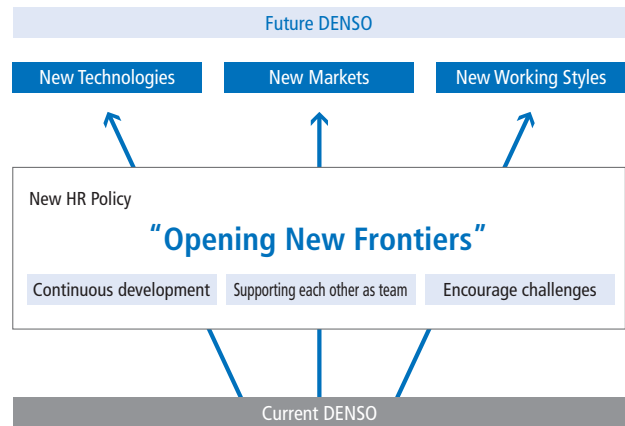 Future DENSO
New Technologies
New Markets
New Working Styles
New HR Policy
“Opening New Frontiers”
Continuous development
Supporting each other as team
Encourage challenges
Current DENSO